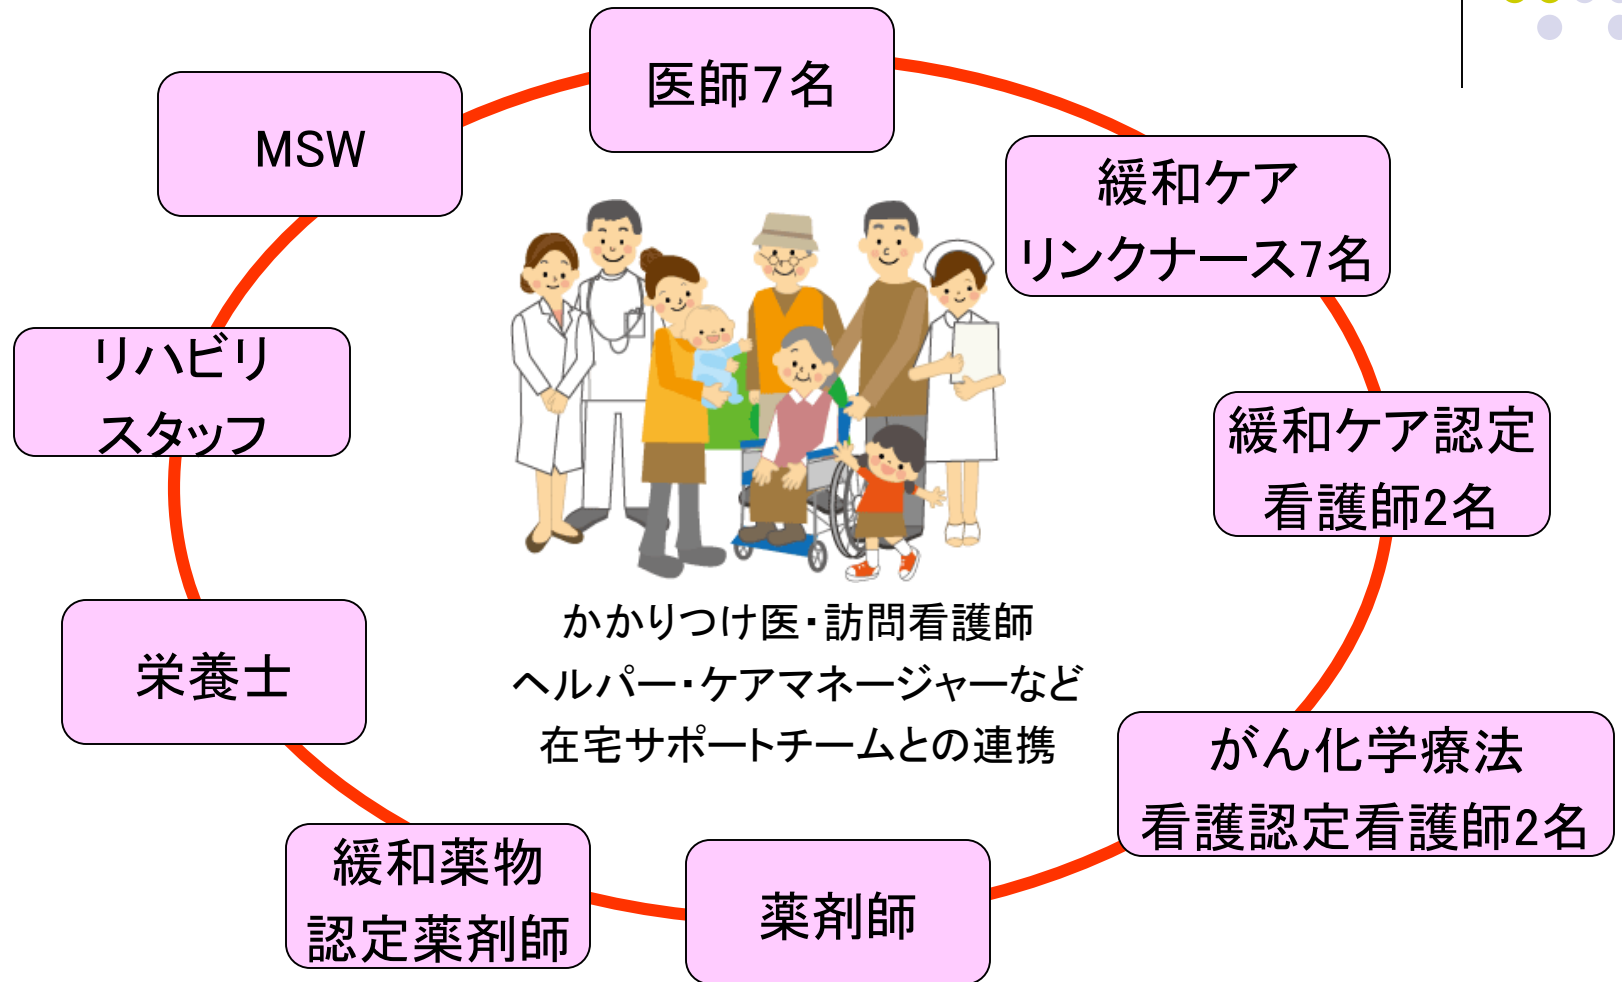 医師７名
MSW
緩和ケア
リンクナース7名
リハビリ
スタッフ
緩和ケア認定
看護師2名
かかりつけ医・訪問看護師
ヘルパー・ケアマネージャーなど
在宅サポートチームとの連携
栄養士
がん化学療法
看護認定看護師2名
緩和薬物
認定薬剤師
薬剤師